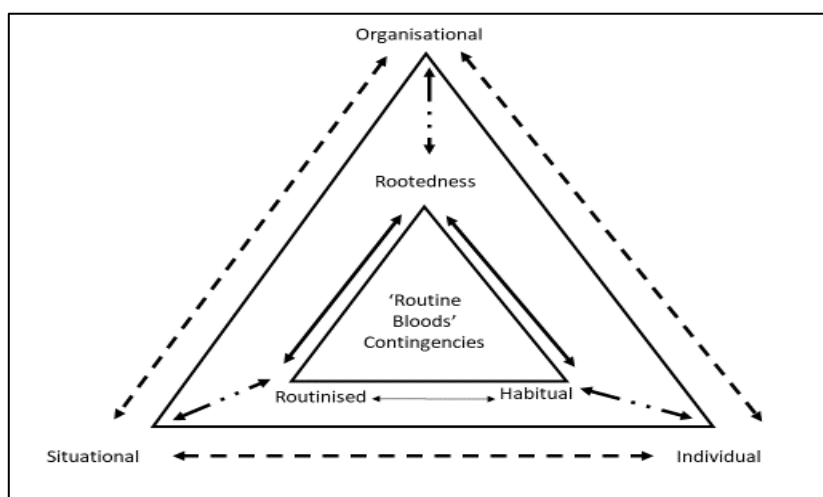 Organisational
Rootedness
‘Routine
Bloods’
Contingencies
Routinised
Habitual
Situational
Individual